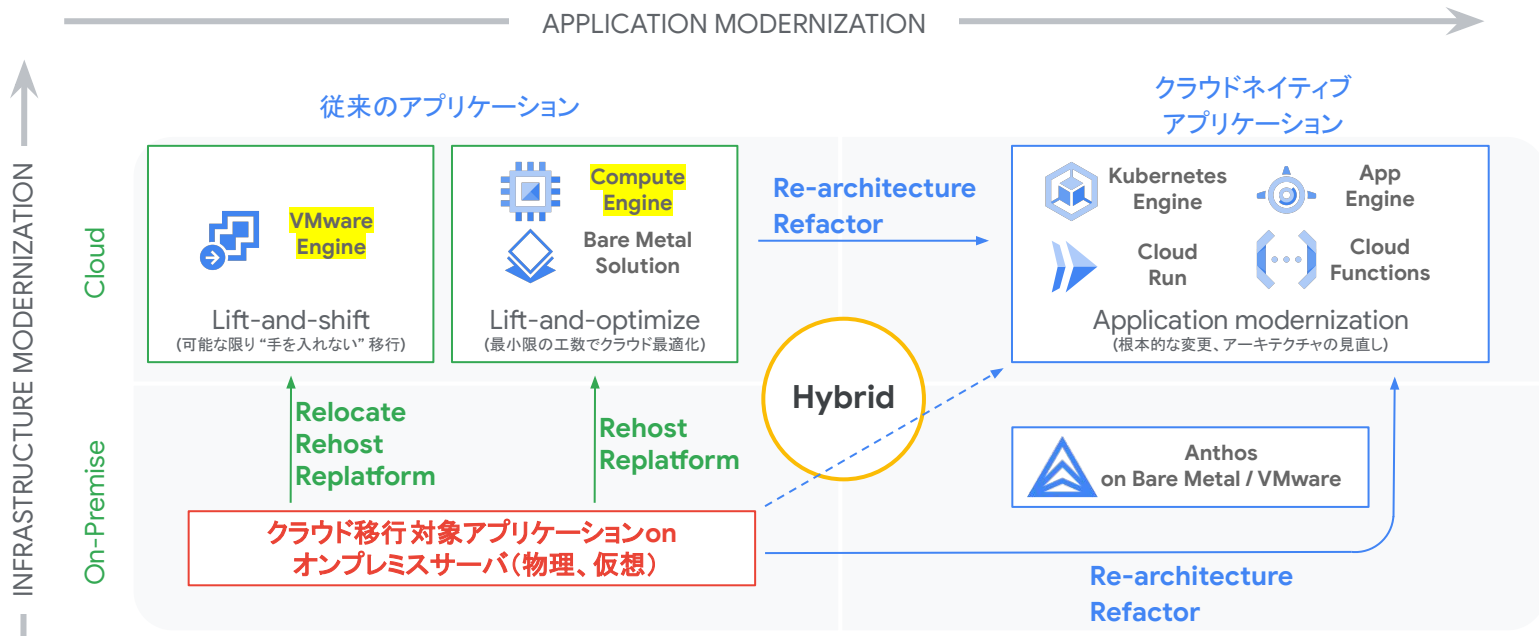 APPLICATION MODERNIZATION
INFRASTRUCTURE MODERNIZATION
従来のアプリケーション
クラウドネイティブ
アプリケーション
Cloud
VMware
Engine
Lift-and-shift
(可能な限り “手を入れない” 移行)
Compute
Engine
Bare Metal
Solution
Lift-and-optimize
(最小限の工数でクラウド最適化)
Re-architecture
Refactor
Kubernetes
Engine
App
Engine
Cloud
Run
Cloud
Functions
Application modernization
(根本的な変更、アーキテクチャの見直し)
Hybrid
On-Premise
Relocate
Rehost
Replatform
Rehost
Replatform
Anthos
on Bare Metal / VMware
クラウド移行 対象アプリケーションon
オンプレミスサーバ(物理、仮想)
Re-architecture
Refactor